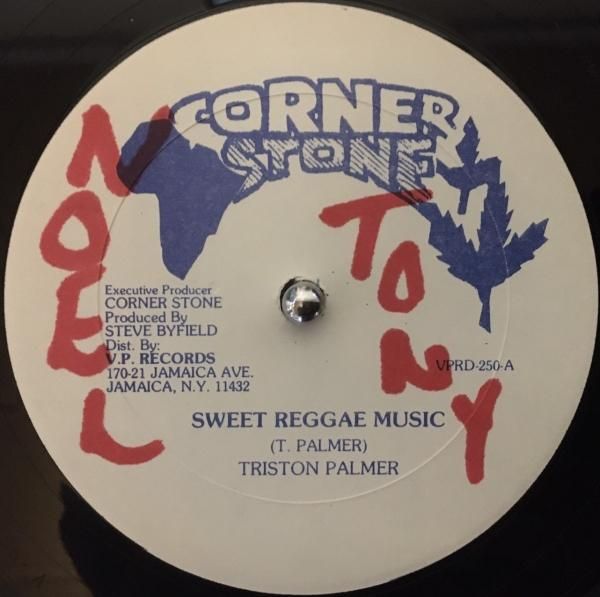 CORNER
STONE
NOEL
TONY
Executive Producer
CORNER STONE
Produced By
STEVE BYFIELD
Dist. By:
V.P. RECORDS
170-21 JAMAICA AVE.
JAMAICA, N.Y. 11432
VPRD-250-A
SWEET REGGAE MUSIC
(T. PALMER)
TRISTON PALMER